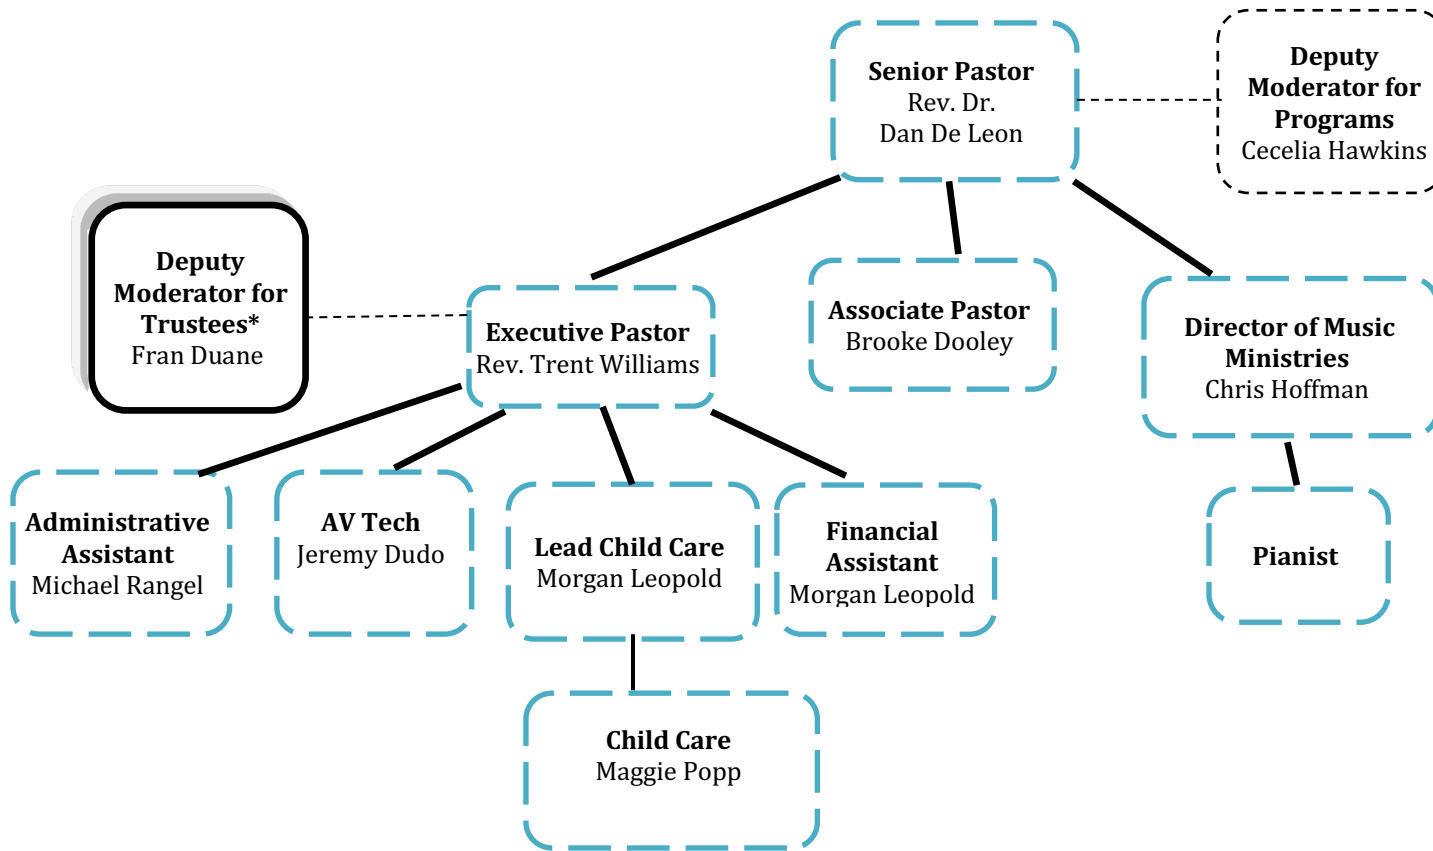 Senior Pastor
Rev. Dr.
Dan De Leon
Deputy
Moderator for
Programs
Cecelia Hawkins
Deputy
Moderator for
Trustees*
Fran Duane
Executive Pastor
Rev. Trent Williams
Associate Pastor
Brooke Dooley
Director of Music
Ministries
Chris Hoffman
Administrative
Assistant
Michael Rangel
AV Tech
Jeremy Dudo
Lead Child Care
Morgan Leopold
Financial
Assistant
Morgan Leopold
Pianist
Child Care
Maggie Popp